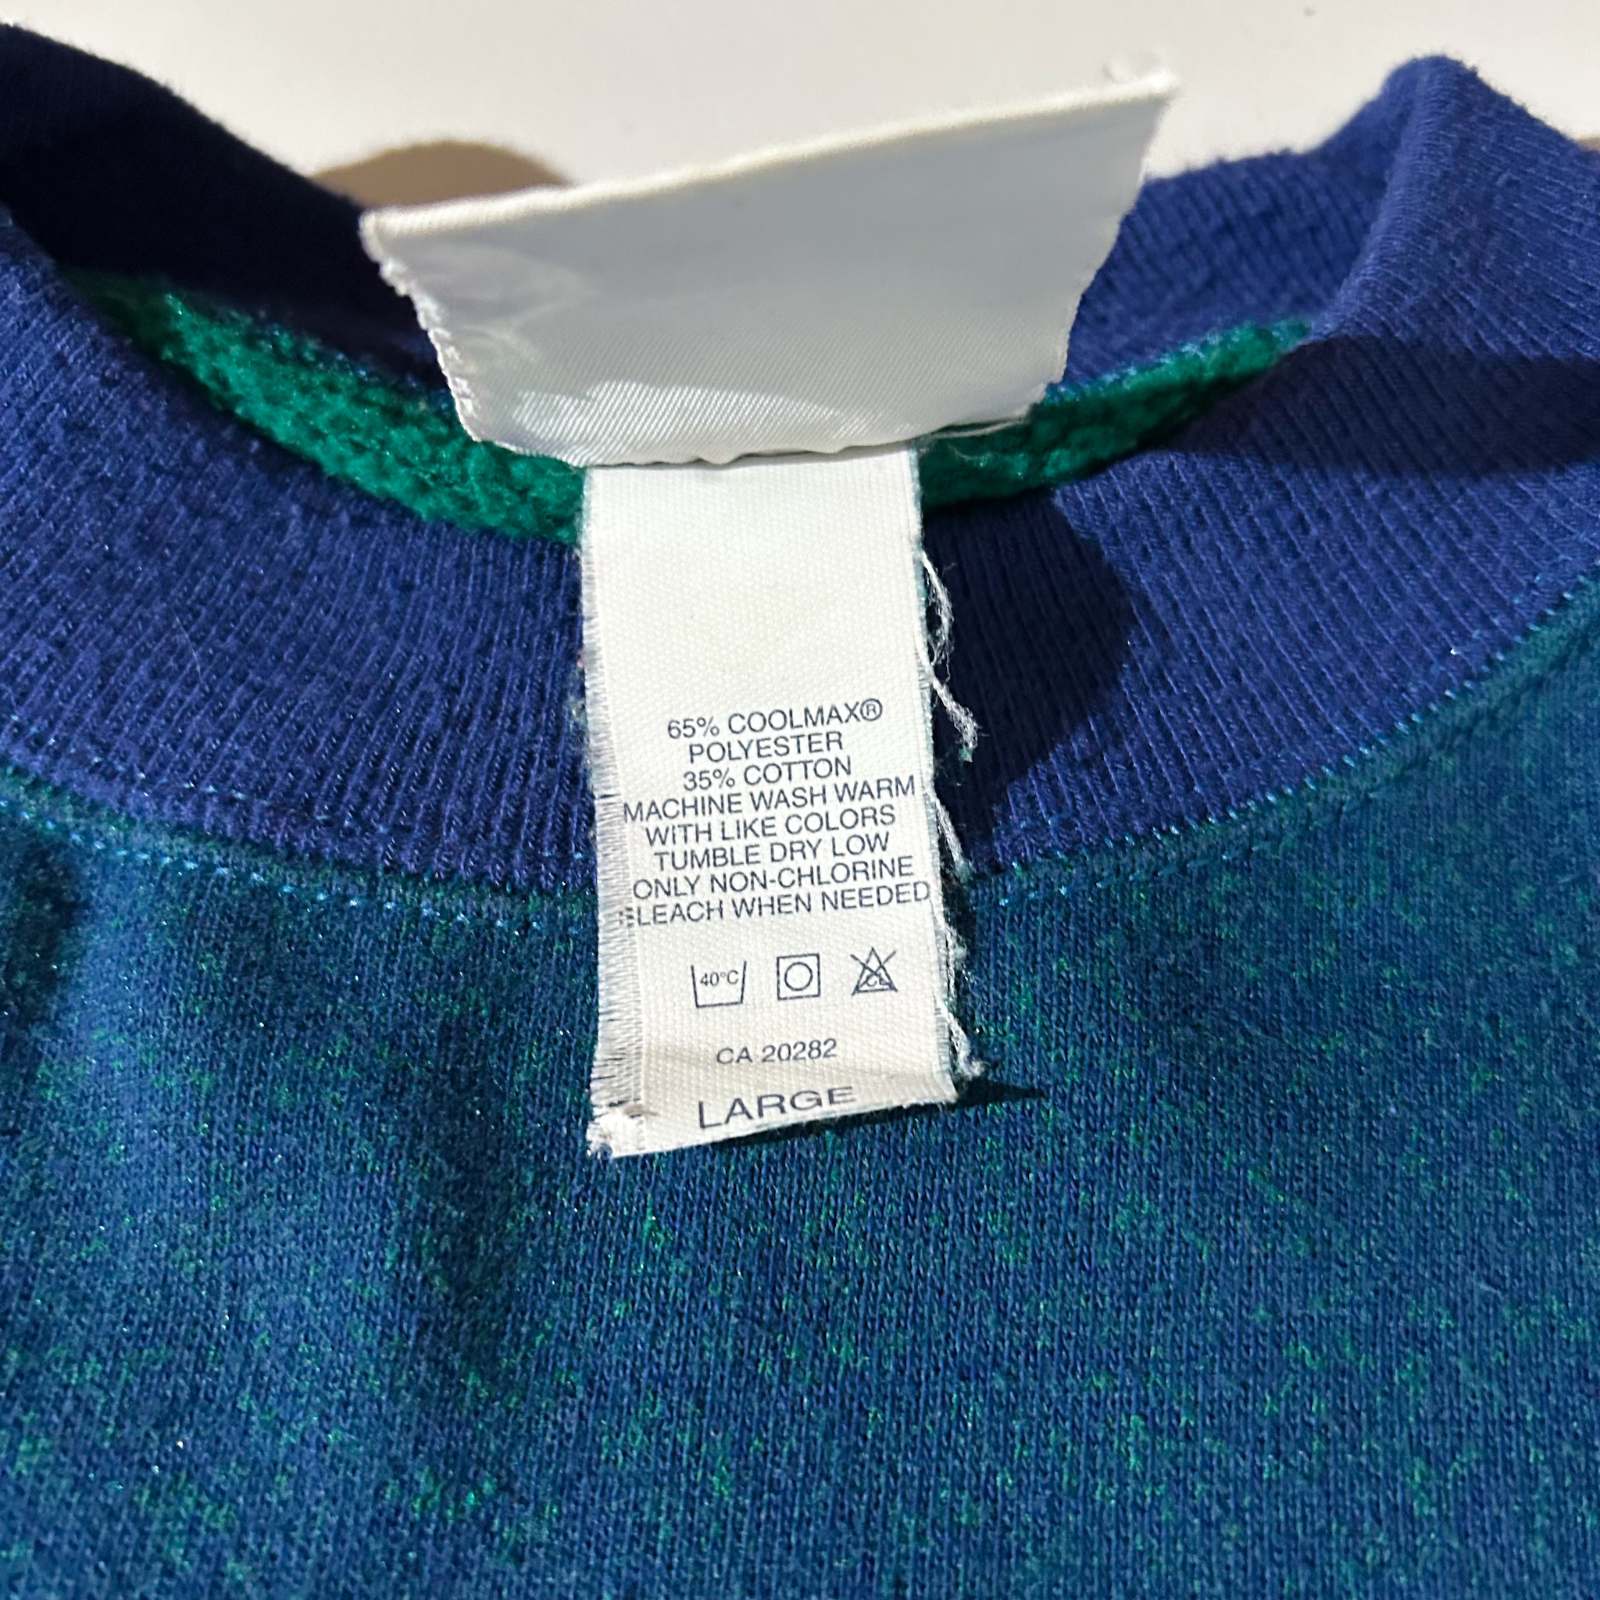 65% COOLMAX®
POLYESTER
35% COTTON
MACHINE WASH WARM
WITH LIKE COLORS
TUMBLE DRY LOW
ONLY NON-CHLORINE
BLEACH WHEN NEEDED
40°C CL
CA 20282
LARGE